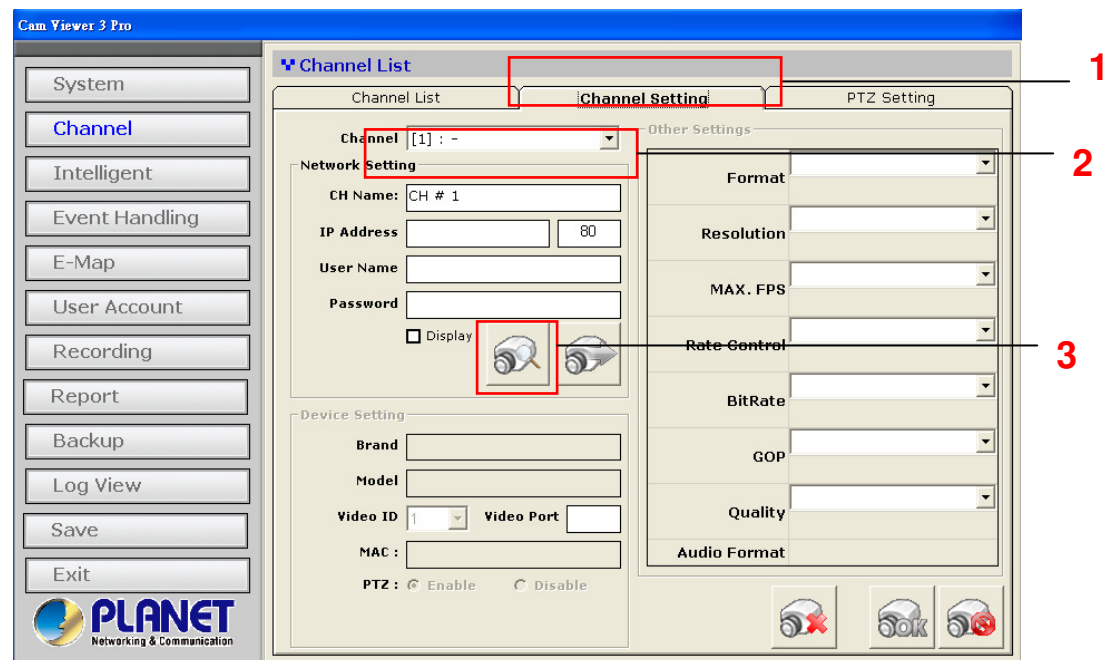 Cam Viewer 3 Pro
System
Channel
Intelligent
Event Handling
E-Map
User Account
Recording
Report
Backup
Log View
Save
Exit
PLANET
Networking & Communication
Channel List
Channel List
Channel Setting
PTZ Setting
Channel [1] : -
Network Setting
CH Name: CH # 1
IP Address 80
User Name
Password
Display
Device Setting
Brand
Model
Video ID 1 Video Port
MAC :
PTZ : Enable Disable
Other Settings
Format
Resolution
MAX. FPS
Rate Control
BitRate
GOP
Quality
Audio Format
OK
1
2
3